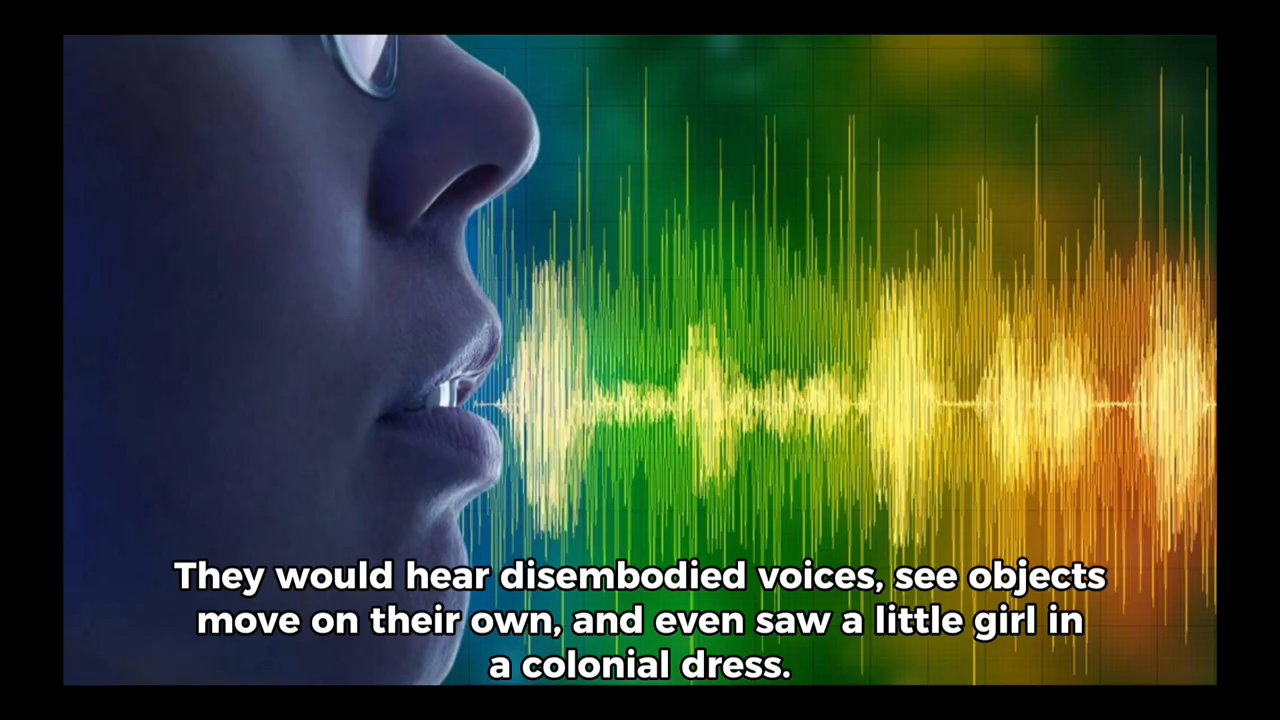 They would hear disembodied voices, see objects
move on their own, and even saw a little girl in
a colonial dress.